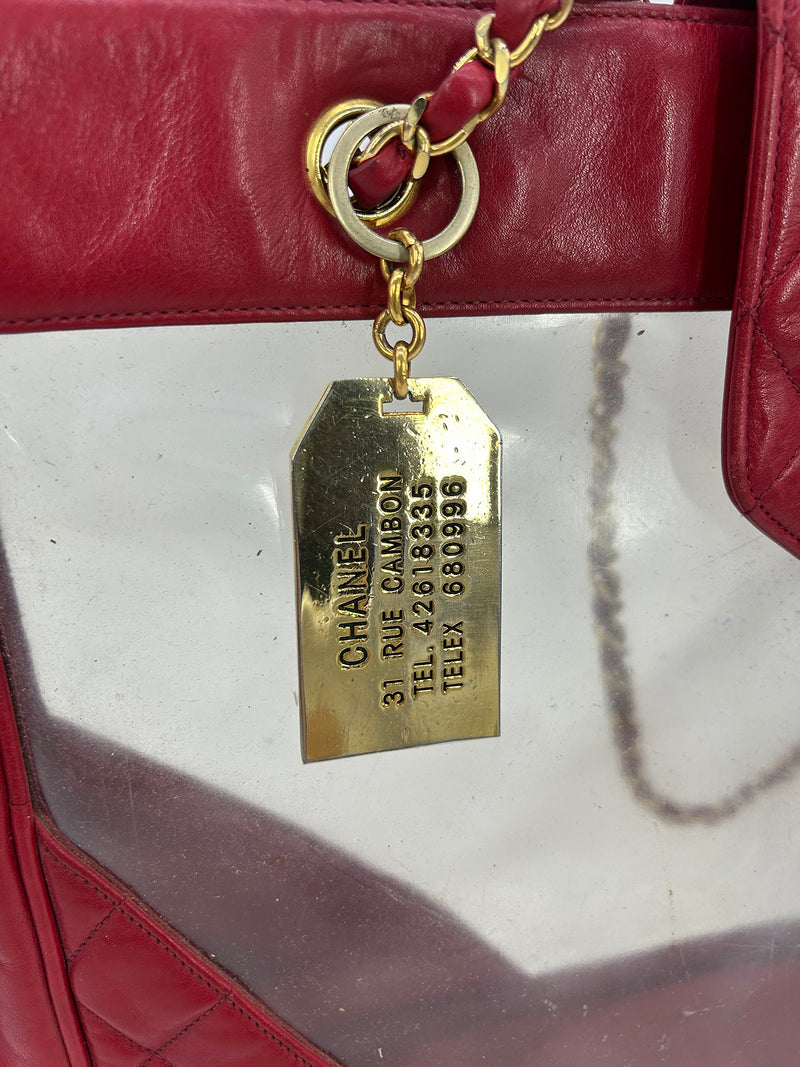 CHANEL
31 RUE CAMBON
TEL. 42618335
TELEX 680996